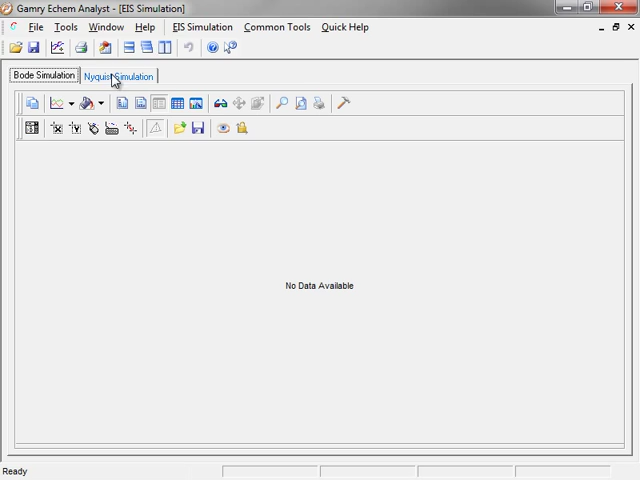 Gamry Echem Analyst - [EIS Simulation]
File Tools Window Help EIS Simulation Common Tools Quick Help
Bode Simulation Nyquist Simulation
No Data Available
Ready